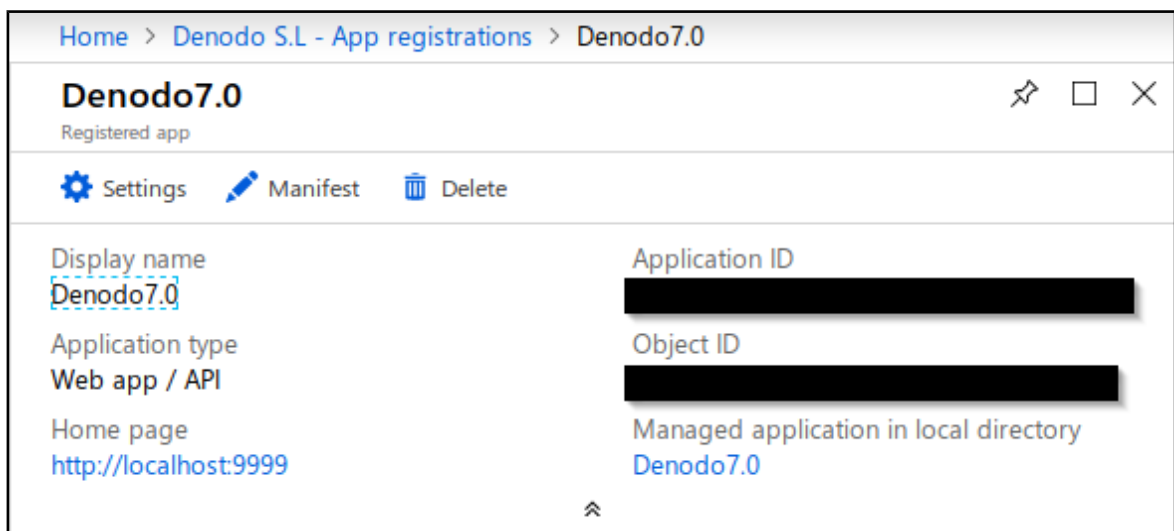 Home > Denodo S.L - App registrations > Denodo7.0
Denodo7.0
Registered app
Settings Manifest Delete
Display name
Denodo7.0
Application ID
Application type
Web app / API
Object ID
Home page
http://localhost:9999
Managed application in local directory
Denodo7.0